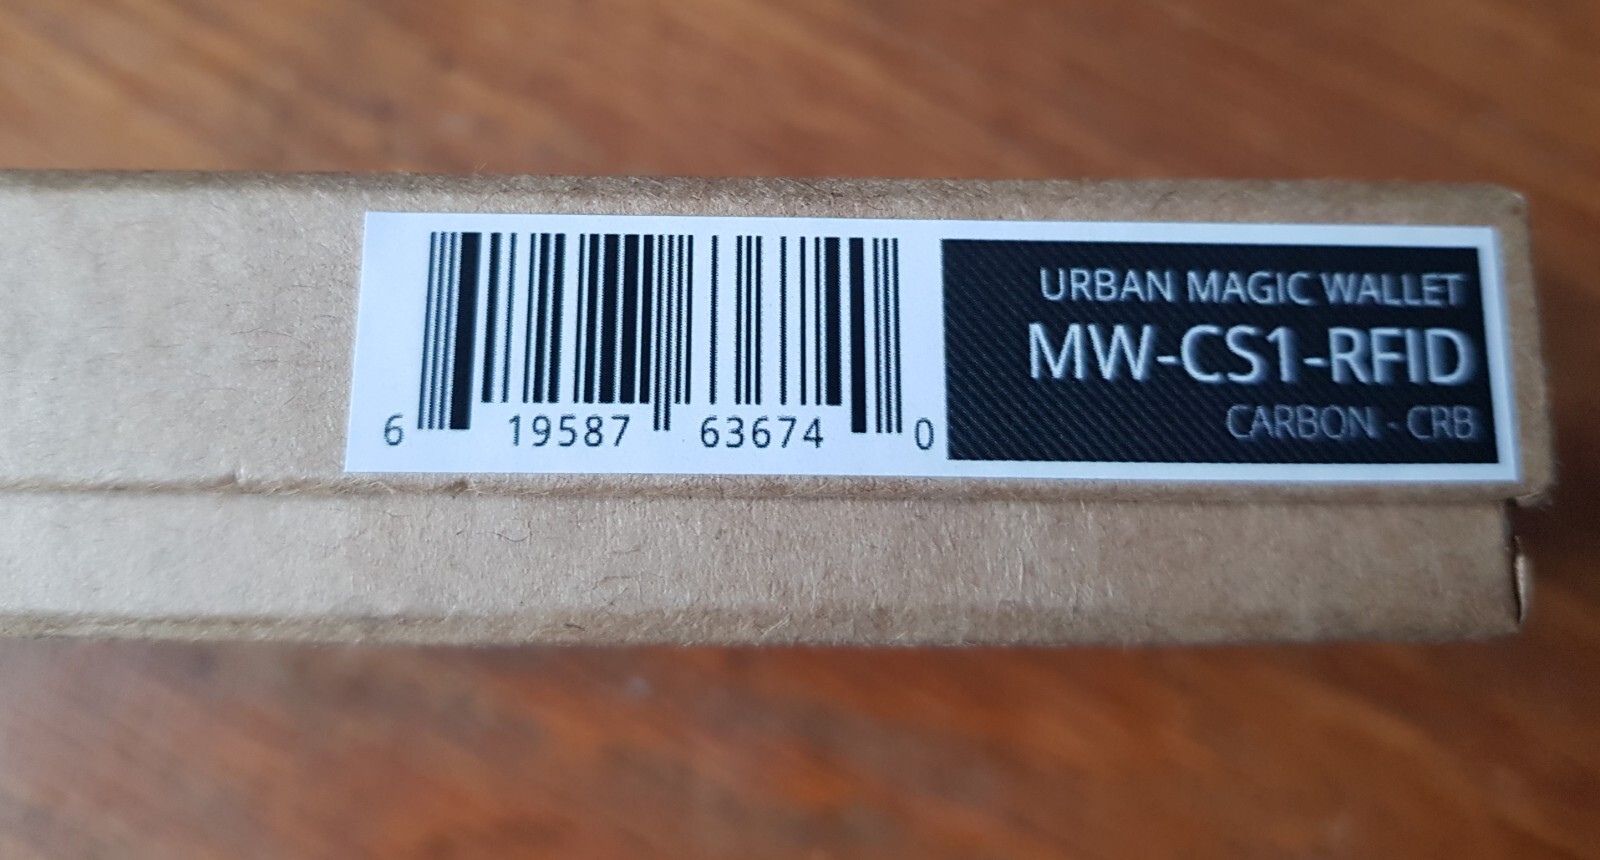 6 19587 63674 0
URBAN MAGIC WALLET
MW-CS1-RFID
CARBON - CRB